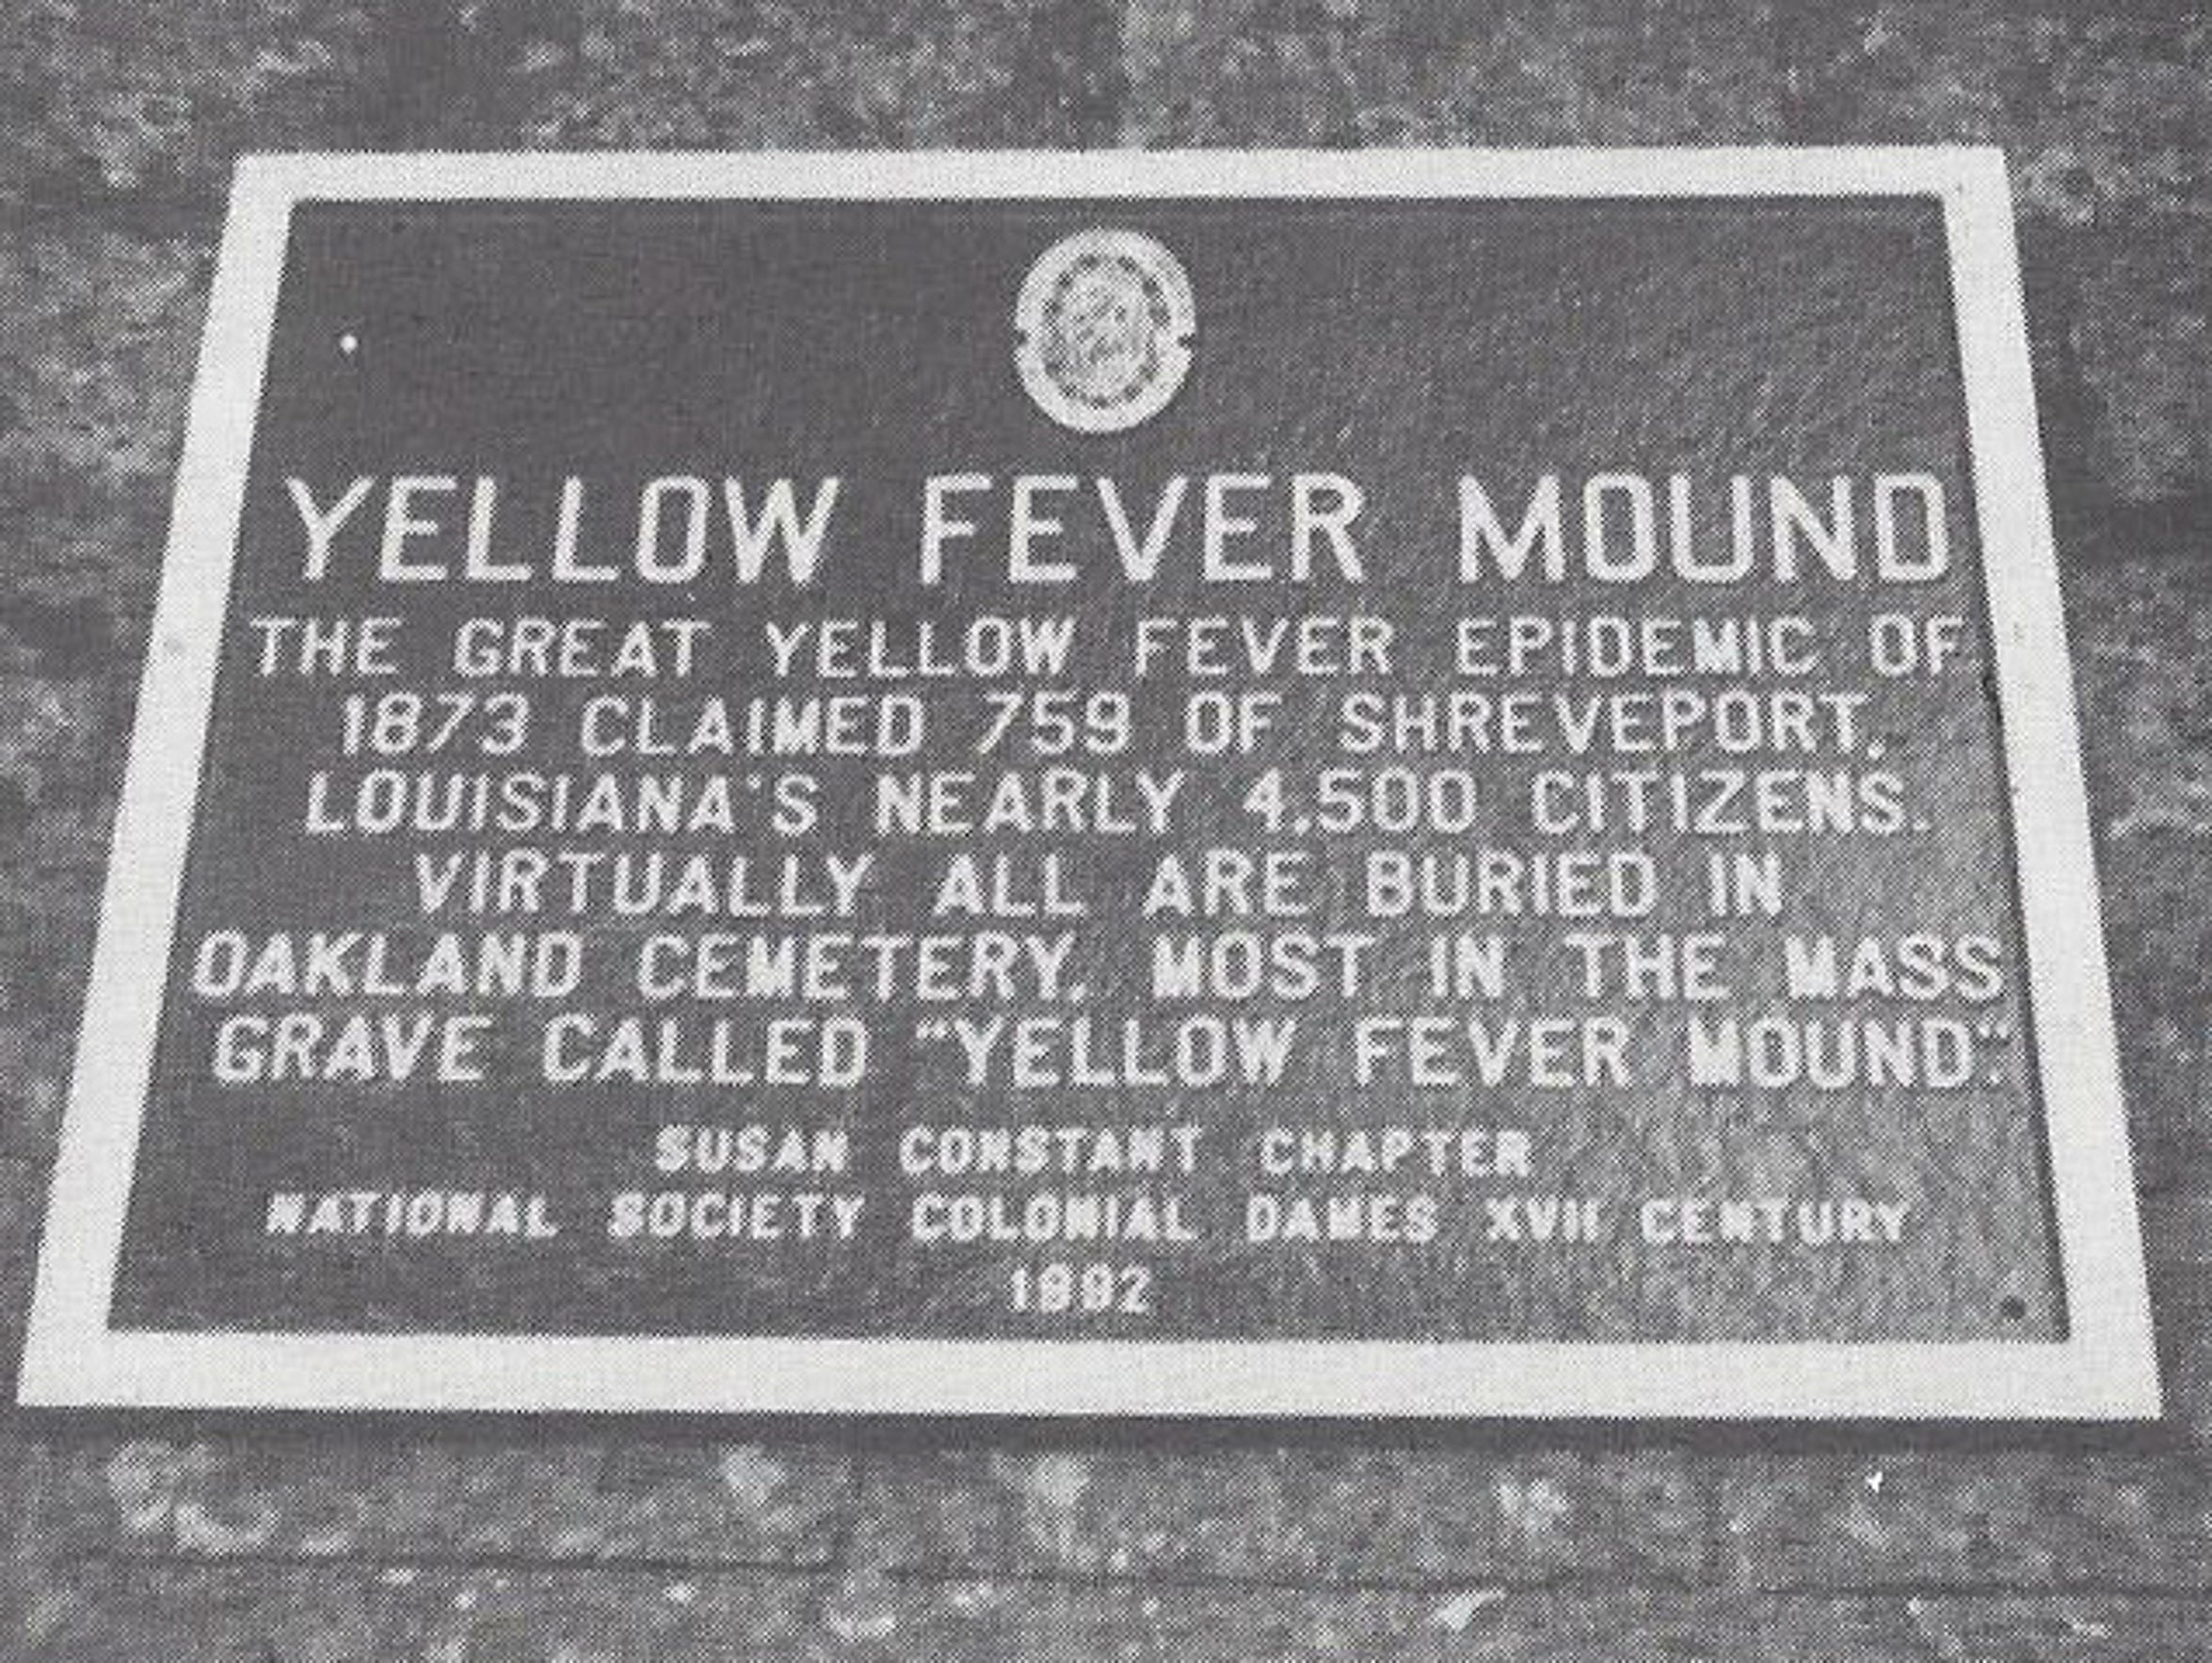 YELLOW FEVER MOUND
THE GREAT YELLOW FEVER EPIDEMIC OF
1873 CLAIMED 759 OF SHREVEPORT,
LOUISIANA'S NEARLY 4,500 CITIZENS.
VIRTUALLY ALL ARE BURIED IN
OAKLAND CEMETERY, MOST IN THE MASS
GRAVE CALLED “YELLOW FEVER MOUND”.
SUSAN CONSTANT CHAPTER
NATIONAL SOCIETY COLONIAL DAMES XVII CENTURY
1992